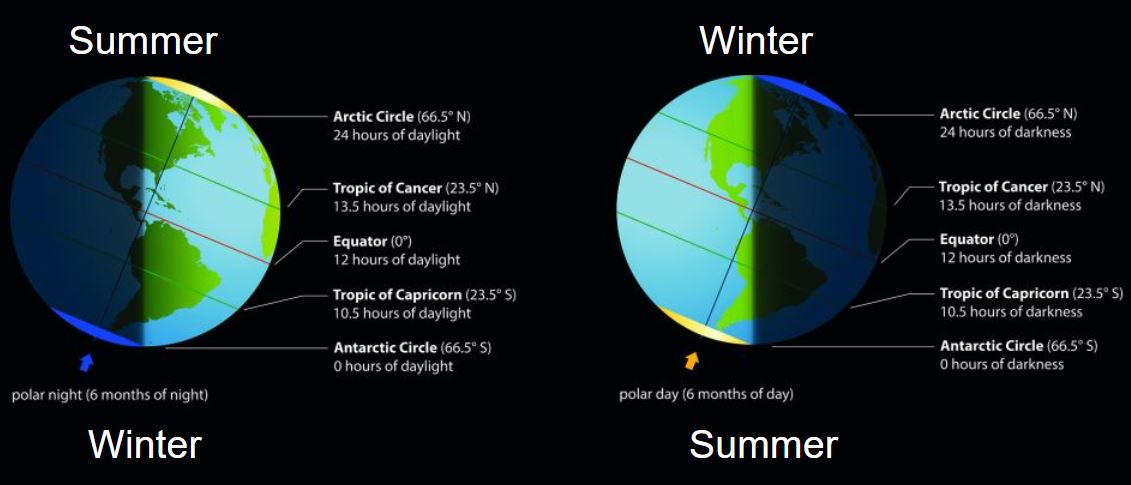 Summer
Arctic Circle (66.5° N)
24 hours of daylight
Tropic of Cancer (23.5° N)
13.5 hours of daylight
Equator (0°)
12 hours of daylight
Tropic of Capricorn (23.5° S)
10.5 hours of daylight
Antarctic Circle (66.5° S)
0 hours of daylight
polar night (6 months of night)
Winter
Winter
Arctic Circle (66.5° N)
24 hours of darkness
Tropic of Cancer (23.5° N)
13.5 hours of darkness
Equator (0°)
12 hours of darkness
Tropic of Capricorn (23.5° S)
10.5 hours of darkness
Antarctic Circle (66.5° S)
0 hours of darkness
polar day (6 months of day)
Summer